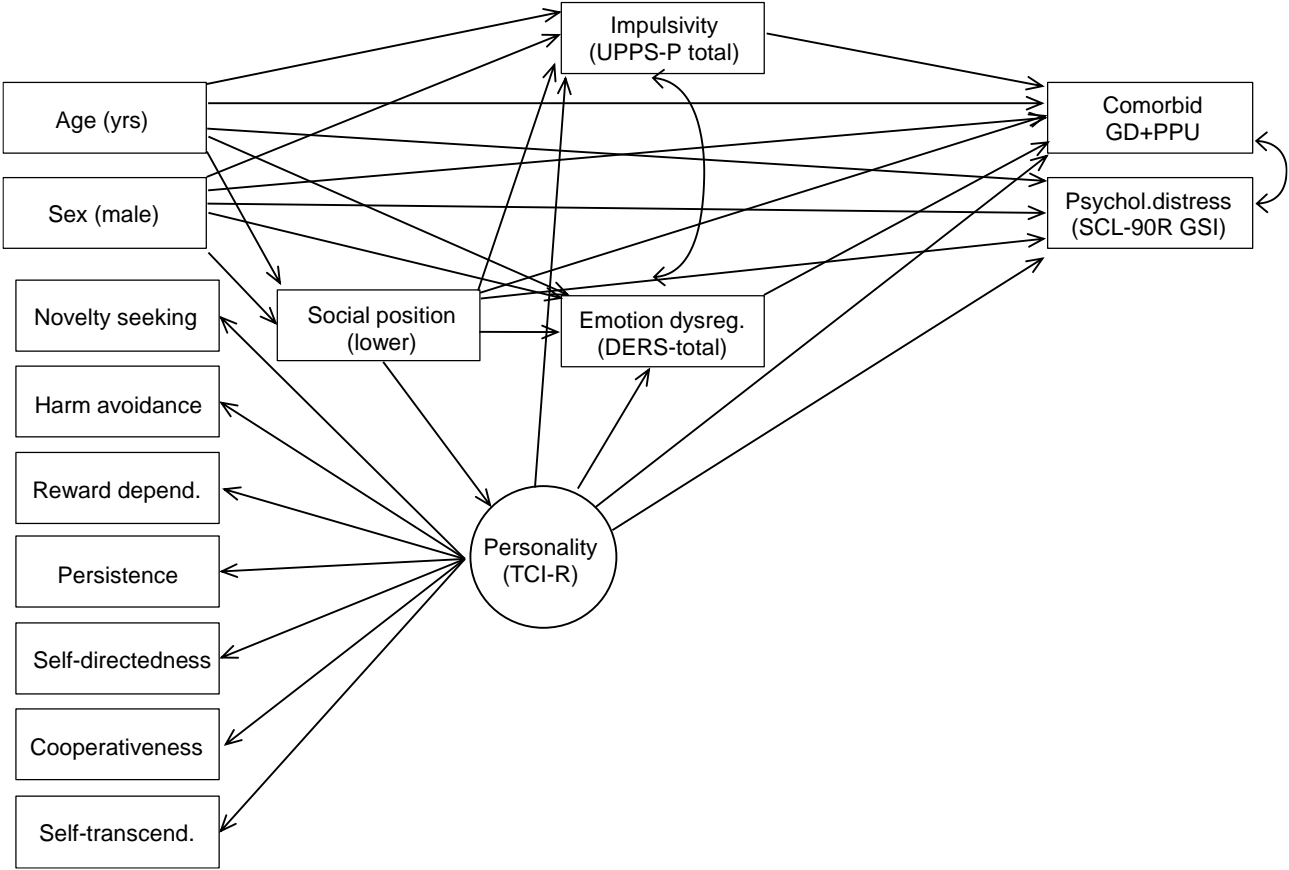 Impulsivity
(UPPS-P total)
Age (yrs)
Comorbid
GD+PPU
Sex (male)
Psychol.distress
(SCL-90R GSI)
Novelty seeking
Social position
(lower)
Emotion dysreg.
(DERS-total)
Harm avoidance
Reward depend.
Personality
(TCI-R)
Persistence
Self-directedness
Cooperativeness
Self-transcend.